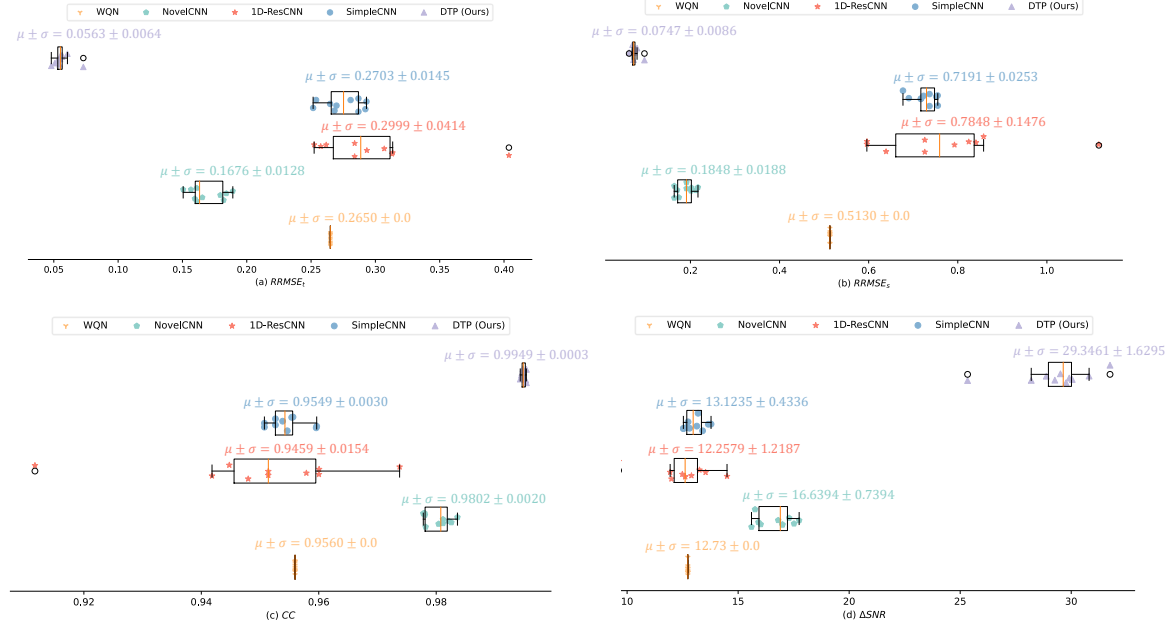 WQN NovelCNN 1D-ResCNN SimpleCNN DTP (Ours)
μ ± σ = 0.0563 ± 0.0064
μ ± σ = 0.2703 ± 0.0145
μ ± σ = 0.2999 ± 0.0414
μ ± σ = 0.1676 ± 0.0128
μ ± σ = 0.2650 ± 0.0
0.05 0.10 0.15 0.20 0.25 0.30 0.35 0.40
(a) RRMSEₜ
WQN NovelCNN 1D-ResCNN SimpleCNN DTP (Ours)
μ ± σ = 0.0747 ± 0.0086
μ ± σ = 0.7191 ± 0.0253
μ ± σ = 0.7848 ± 0.1476
μ ± σ = 0.1848 ± 0.0188
μ ± σ = 0.5130 ± 0.0
0.2 0.4 0.6 0.8 1.0
(b) RRMSEₛ
WQN NovelCNN 1D-ResCNN SimpleCNN DTP (Ours)
μ ± σ = 0.9949 ± 0.0003
μ ± σ = 0.9549 ± 0.0030
μ ± σ = 0.9459 ± 0.0154
μ ± σ = 0.9802 ± 0.0020
μ ± σ = 0.9560 ± 0.0
0.92 0.94 0.96 0.98
(c) CC
WQN NovelCNN 1D-ResCNN SimpleCNN DTP (Ours)
μ ± σ = 29.3461 ± 1.6295
μ ± σ = 13.1235 ± 0.4336
μ ± σ = 12.2579 ± 1.2187
μ ± σ = 16.6394 ± 0.7394
μ ± σ = 12.73 ± 0.0
10 15 20 25 30
(d) ΔSNR